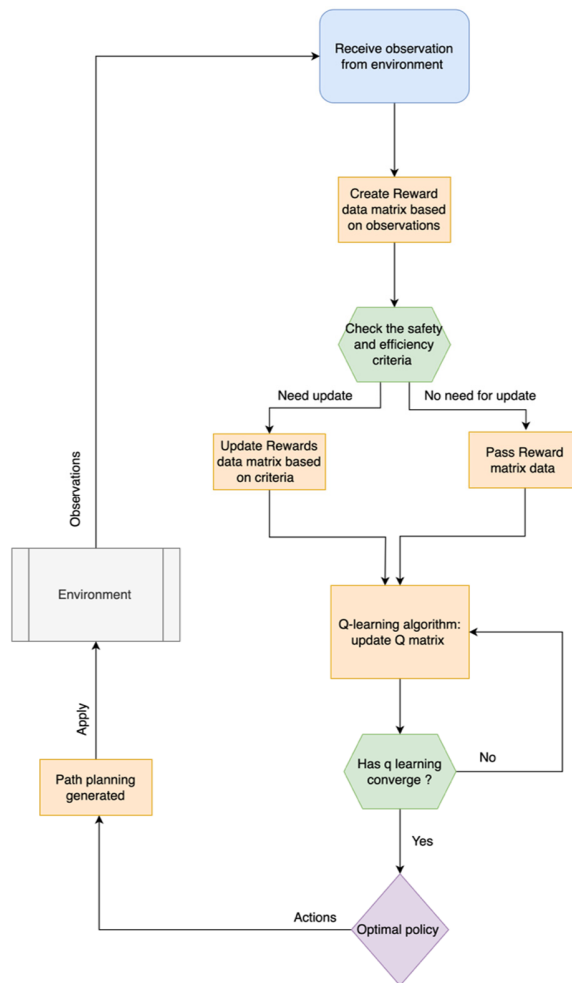 Receive observation
from environment
Create Reward
data matrix based
on observations
Check the safety
and efficiency
criteria
Need update
No need for update
Update Rewards
data matrix based
on criteria
Pass Reward
matrix data
Observations
Environment
Q-learning algorithm:
update Q matrix
Apply
Has q learning
converge ?
No
Path planning
generated
Yes
Actions
Optimal policy